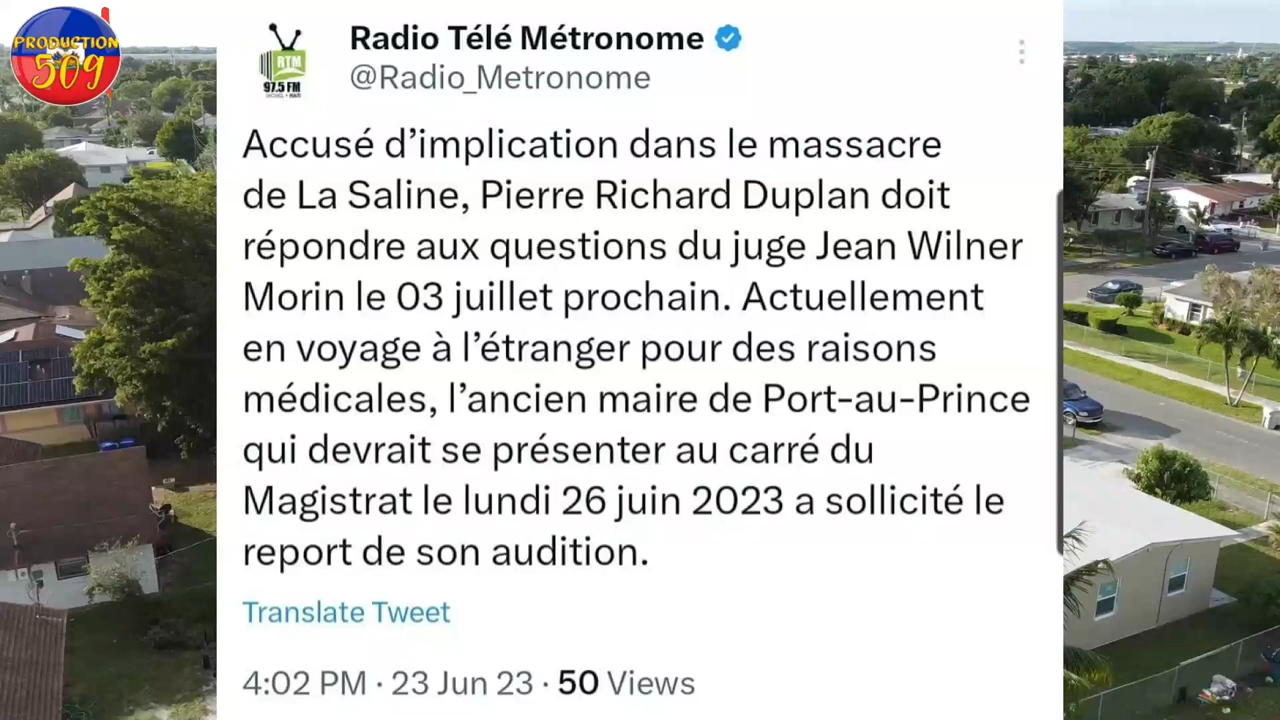 PRODUCTION
509
RTM
97.5 FM
Radio Télé Métronome
@Radio_Metronome
Accusé d’implication dans le massacre
de La Saline, Pierre Richard Duplan doit
répondre aux questions du juge Jean Wilner
Morin le 03 juillet prochain. Actuellement
en voyage à l’étranger pour des raisons
médicales, l’ancien maire de Port-au-Prince
qui devrait se présenter au carré du
Magistrat le lundi 26 juin 2023 a sollicité le
report de son audition.
Translate Tweet
4:02 PM · 23 Jun 23 · 50 Views